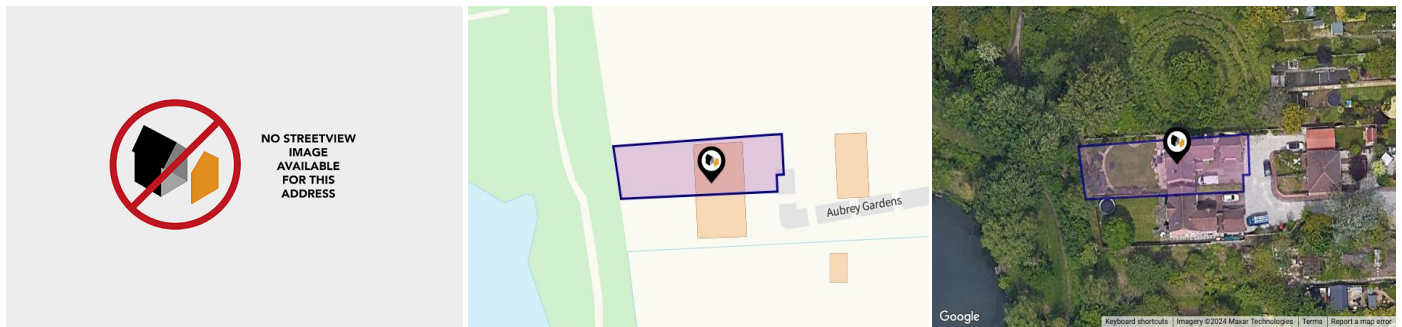 NO STREETVIEW
IMAGE
AVAILABLE
FOR THIS
ADDRESS
Aubrey Gardens
Google
Keyboard shortcuts
Imagery ©2024 Maxar Technologies
Terms
Report a map error